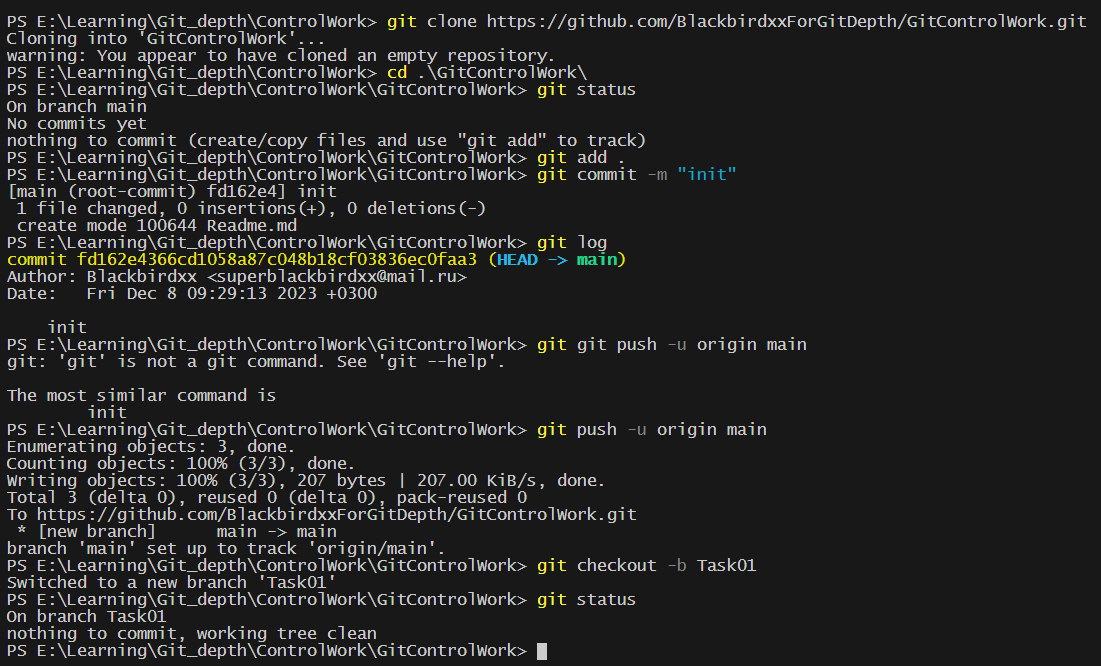 PS E:\Learning\Git_depth\ControlWork> git clone https://github.com/BlackbirdxxForGitDepth/GitControlWork.git
Cloning into 'GitControlWork'...
warning: You appear to have cloned an empty repository.
PS E:\Learning\Git_depth\ControlWork> cd .\GitControlWork\
PS E:\Learning\Git_depth\ControlWork\GitControlWork> git status
On branch main
No commits yet
nothing to commit (create/copy files and use "git add" to track)
PS E:\Learning\Git_depth\ControlWork\GitControlWork> git add .
PS E:\Learning\Git_depth\ControlWork\GitControlWork> git commit -m "init"
[main (root-commit) fd162e4] init
 1 file changed, 0 insertions(+), 0 deletions(-)
 create mode 100644 Readme.md
PS E:\Learning\Git_depth\ControlWork\GitControlWork> git log
commit fd162e4366cd1058a87c048b18cf03836ec0faa3 (HEAD -> main)
Author: Blackbirdxx <superblackbirdxx@mail.ru>
Date:   Fri Dec 8 09:29:13 2023 +0300

    init
PS E:\Learning\Git_depth\ControlWork\GitControlWork> git git push -u origin main
git: 'git' is not a git command. See 'git --help'.

The most similar command is
        init
PS E:\Learning\Git_depth\ControlWork\GitControlWork> git push -u origin main
Enumerating objects: 3, done.
Counting objects: 100% (3/3), done.
Writing objects: 100% (3/3), 207 bytes | 207.00 KiB/s, done.
Total 3 (delta 0), reused 0 (delta 0), pack-reused 0
To https://github.com/BlackbirdxxForGitDepth/GitControlWork.git
 * [new branch]      main -> main
branch 'main' set up to track 'origin/main'.
PS E:\Learning\Git_depth\ControlWork\GitControlWork> git checkout -b Task01
Switched to a new branch 'Task01'
PS E:\Learning\Git_depth\ControlWork\GitControlWork> git status
On branch Task01
nothing to commit, working tree clean
PS E:\Learning\Git_depth\ControlWork\GitControlWork>